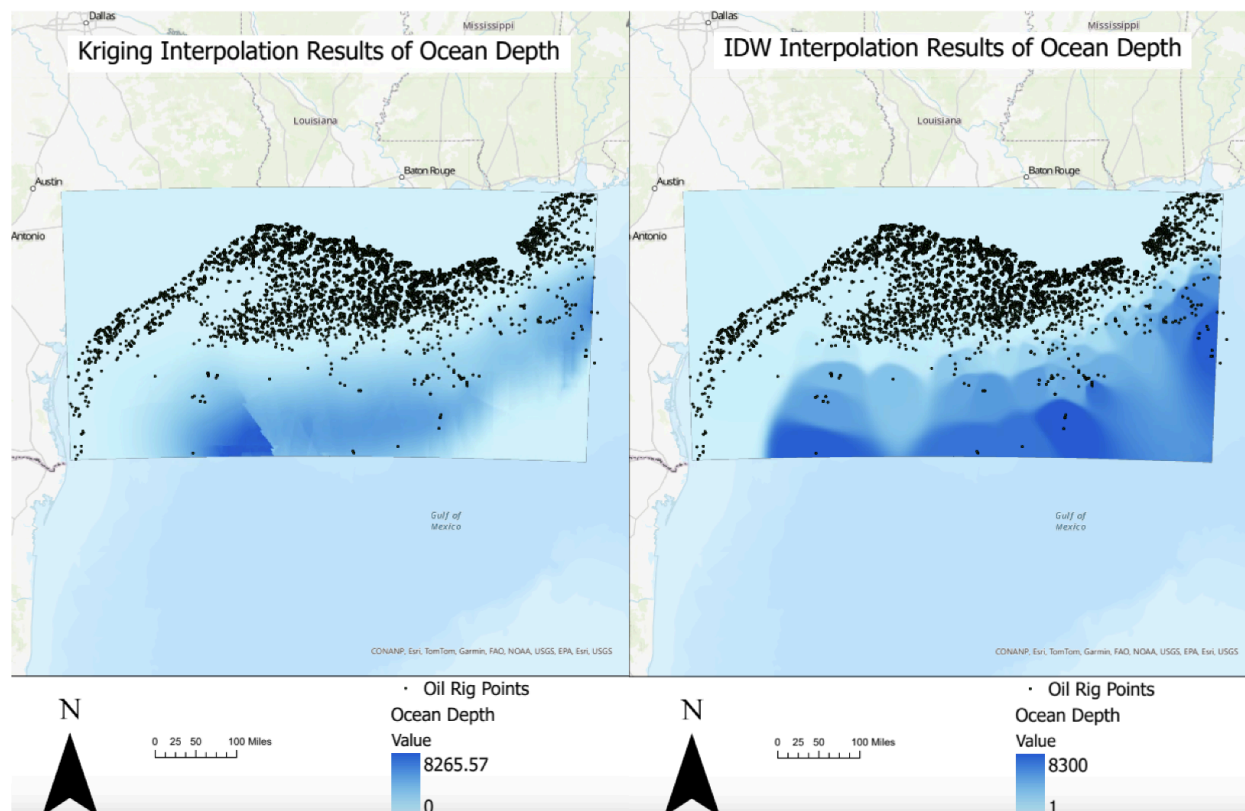 Dallas
Mississippi
Kriging Interpolation Results of Ocean Depth
Louisiana
Baton Rouge
Austin
Antonio
Gulf of
Mexico
CONANP, Esri, TomTom, Garmin, FAO, NOAA, USGS, EPA, Esri, USGS
N
0 25 50 100 Miles
Oil Rig Points
Ocean Depth
Value
8265.57
0
Dallas
Mississippi
IDW Interpolation Results of Ocean Depth
Louisiana
Baton Rouge
Austin
Antonio
Gulf of
Mexico
CONANP, Esri, TomTom, Garmin, FAO, NOAA, USGS, EPA, Esri, USGS
N
0 25 50 100 Miles
Oil Rig Points
Ocean Depth
Value
8300
1